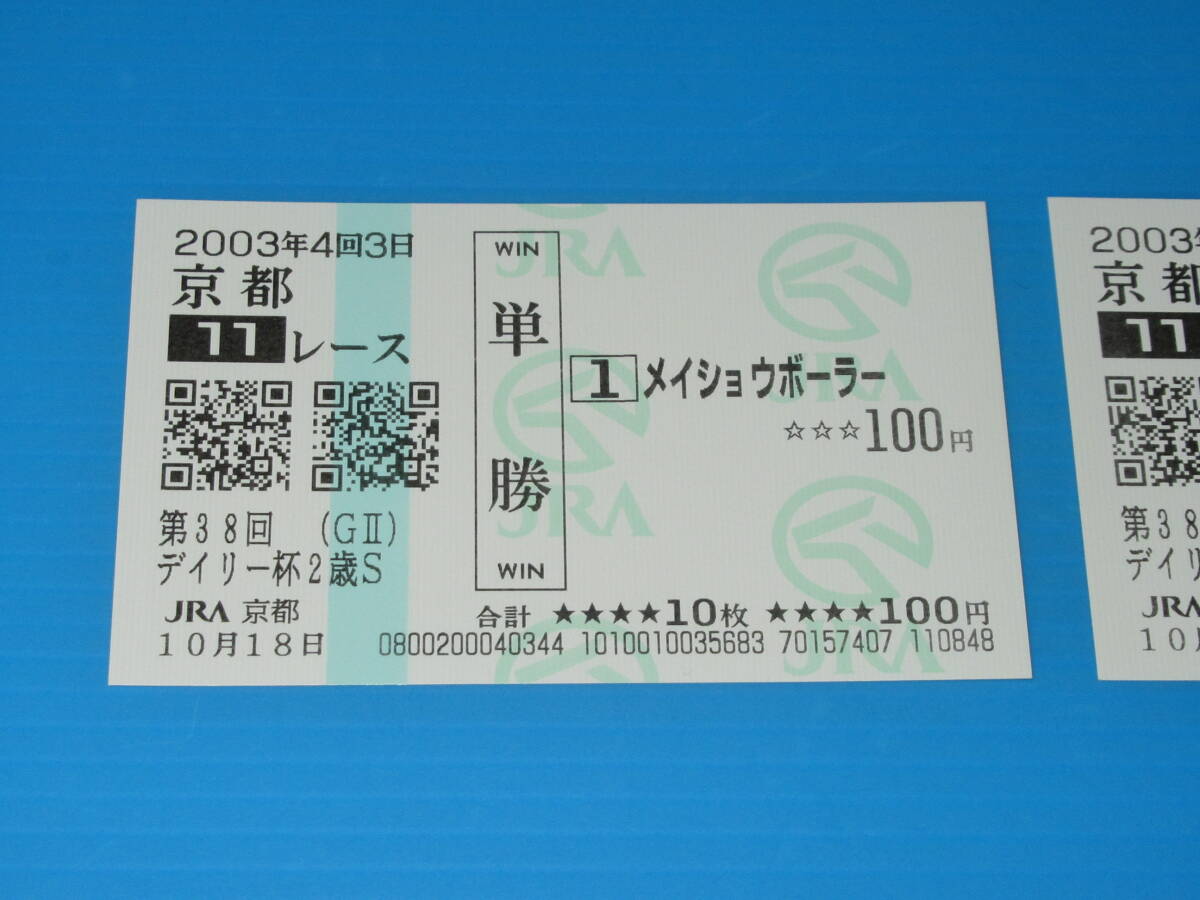 2003年4回3日
京都
11レース
第38回 (GⅡ)
デイリー杯2歳S
JRA 京都
10月18日
WIN
単勝
WIN
1 メイショウボーラー
☆☆☆100円
合計 ★★★★10枚 ★★★★100円
0800200040344 1010010035683 70157407 110848
JRA
JRA
JRA
JRA
JRA
2003年
京都
11
第38
デイリ
JRA
10月